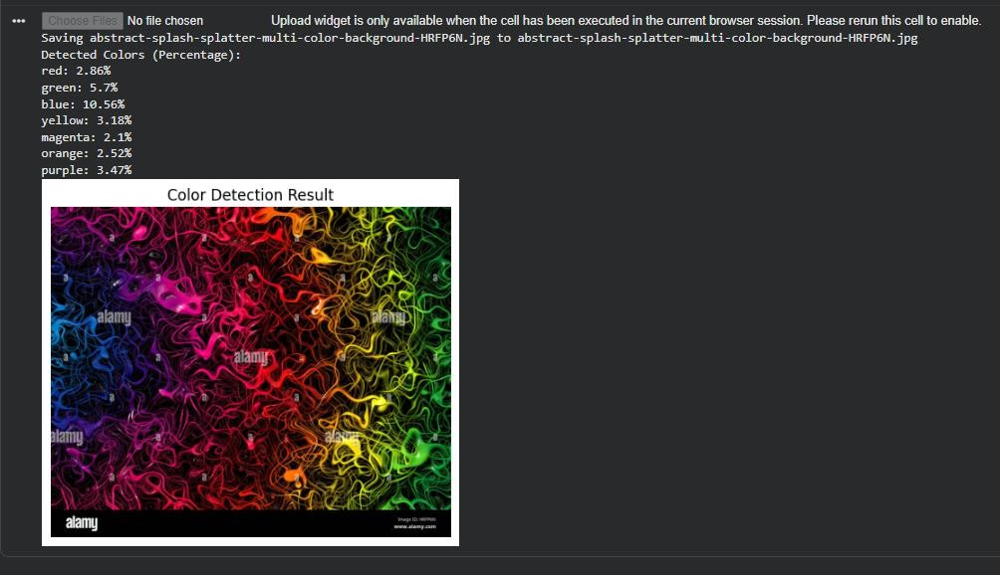 ••• Choose Files No file chosen Upload widget is only available when the cell has been executed in the current browser session. Please rerun this cell to enable.
Saving abstract-splash-splatter-multi-color-background-HRFP6N.jpg to abstract-splash-splatter-multi-color-background-HRFP6N.jpg
Detected Colors (Percentage):
red: 2.86%
green: 5.7%
blue: 10.56%
yellow: 3.18%
magenta: 2.1%
orange: 2.52%
purple: 3.47%
Color Detection Result
a a a a
a a a a a
alamy a a alamy
a a alamy a a
a a a a
alamy a a alamy a
a a a a
alamy
Image ID: HRFP6N
www.alamy.com